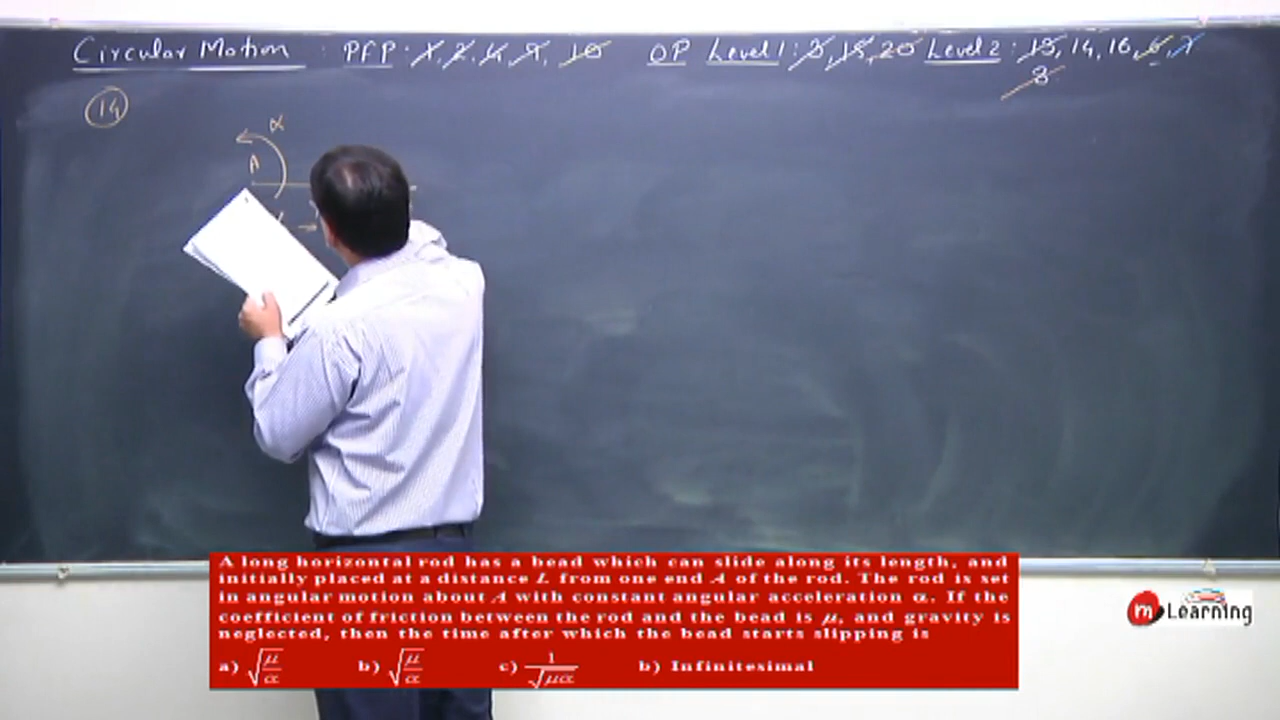 Circular Motion : PFP : 1, 2, 4, 9, 10 OP Level 1 : 3, 15, 20 Level 2 : 13, 14, 16, 6, 7
8
14
α
A
A long horizontal rod has a bead which can slide along its length, and
initially placed at a distance L from one end A of the rod. The rod is set
in angular motion about A with constant angular acceleration α. If the
coefficient of friction between the rod and the bead is μ, and gravity is
neglected, then the time after which the bead starts slipping is
a) √μ/α b) √μ/α c) 1/√μα b) Infinitesimal
m Learning